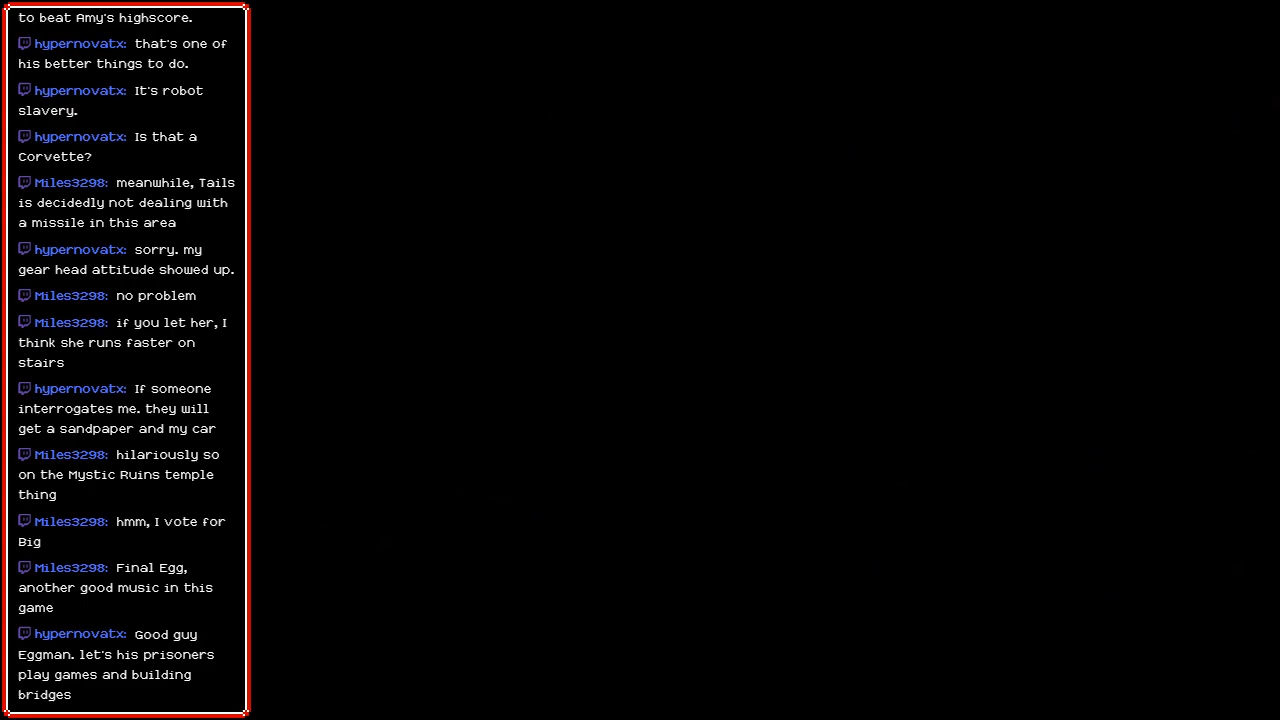 to beat Amy's highscore.
hypernovatx: that's one of
his better things to do.
hypernovatx: It's robot
slavery.
hypernovatx: Is that a
Corvette?
Miles3298: meanwhile, Tails
is decidedly not dealing with
a missile in this area
hypernovatx: sorry. my
gear head attitude showed up.
Miles3298: no problem
Miles3298: if you let her, I
think she runs faster on
stairs
hypernovatx: If someone
interrogates me. they will
get a sandpaper and my car
Miles3298: hilariously so
on the Mystic Ruins temple
thing
Miles3298: hmm, I vote for
Big
Miles3298: Final Egg,
another good music in this
game
hypernovatx: Good guy
Eggman. let's his prisoners
play games and building
bridges